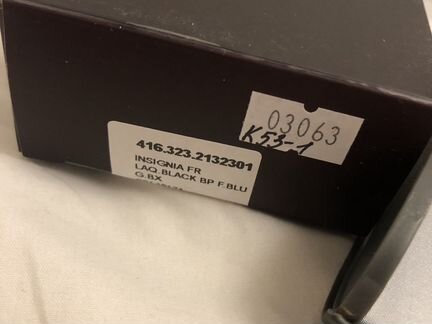 03063
K53-1
416.323.2132301
INSIGNIA FR
LAQ.BLACK BP F.BLU
G.BX